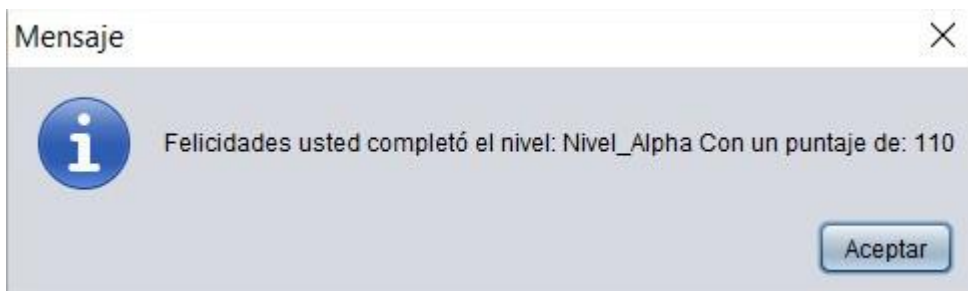 Mensaje
Felicidades usted completó el nivel: Nivel_Alpha Con un puntaje de: 110
Aceptar